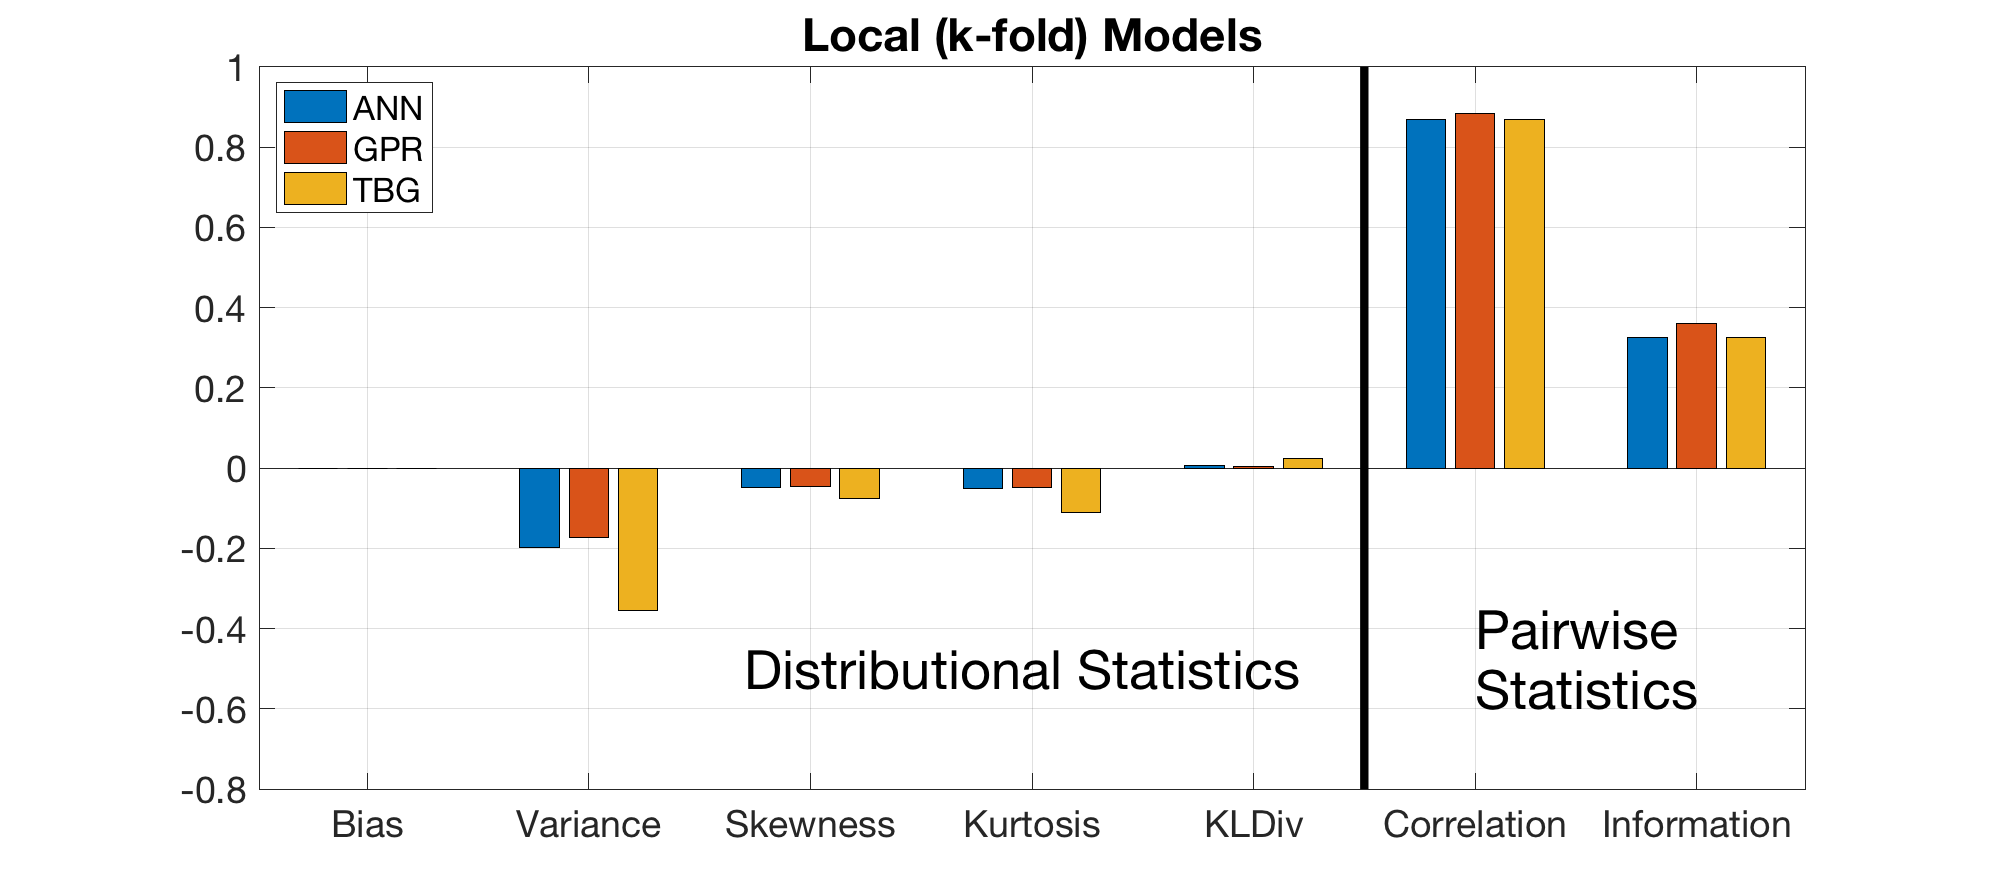 Local (k-fold) Models
1
0.8
0.6
0.4
0.2
0
-0.2
-0.4
-0.6
-0.8
ANN
GPR
TBG
Distributional Statistics
Pairwise
Statistics
Bias Variance Skewness Kurtosis KLDiv Correlation Information